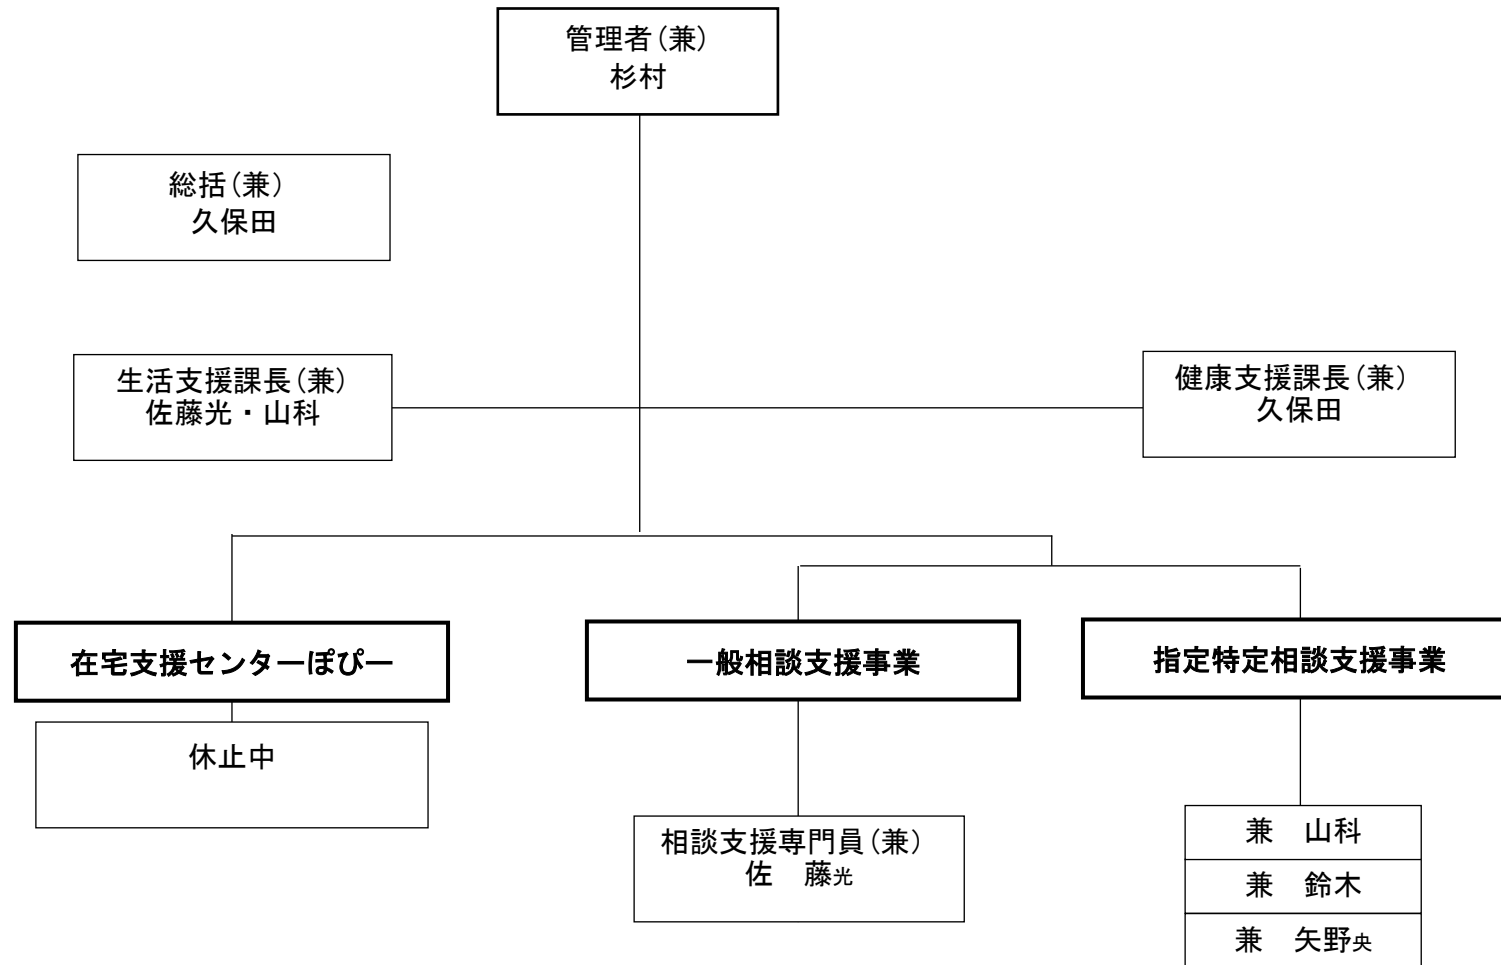 管理者(兼)
杉村
総括(兼)
久保田
生活支援課長(兼)
佐藤光・山科
健康支援課長(兼)
久保田
在宅支援センターぽぴー
一般相談支援事業
指定特定相談支援事業
休止中
相談支援専門員(兼)
佐　藤光
兼　山科
兼　鈴木
兼　矢野央